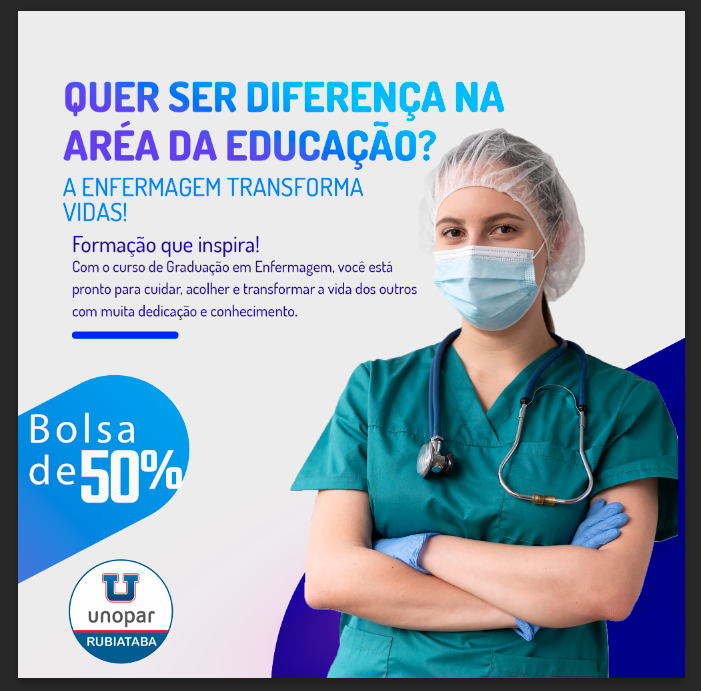 QUER SER DIFERENÇA NA
ARÉA DA EDUCAÇÃO?
A ENFERMAGEM TRANSFORMA
VIDAS!
Formação que inspira!
Com o curso de Graduação em Enfermagem, você está
pronto para cuidar, acolher e transformar a vida dos outros
com muita dedicação e conhecimento.
Bolsa
de 50%
U
unopar
RUBIATABA